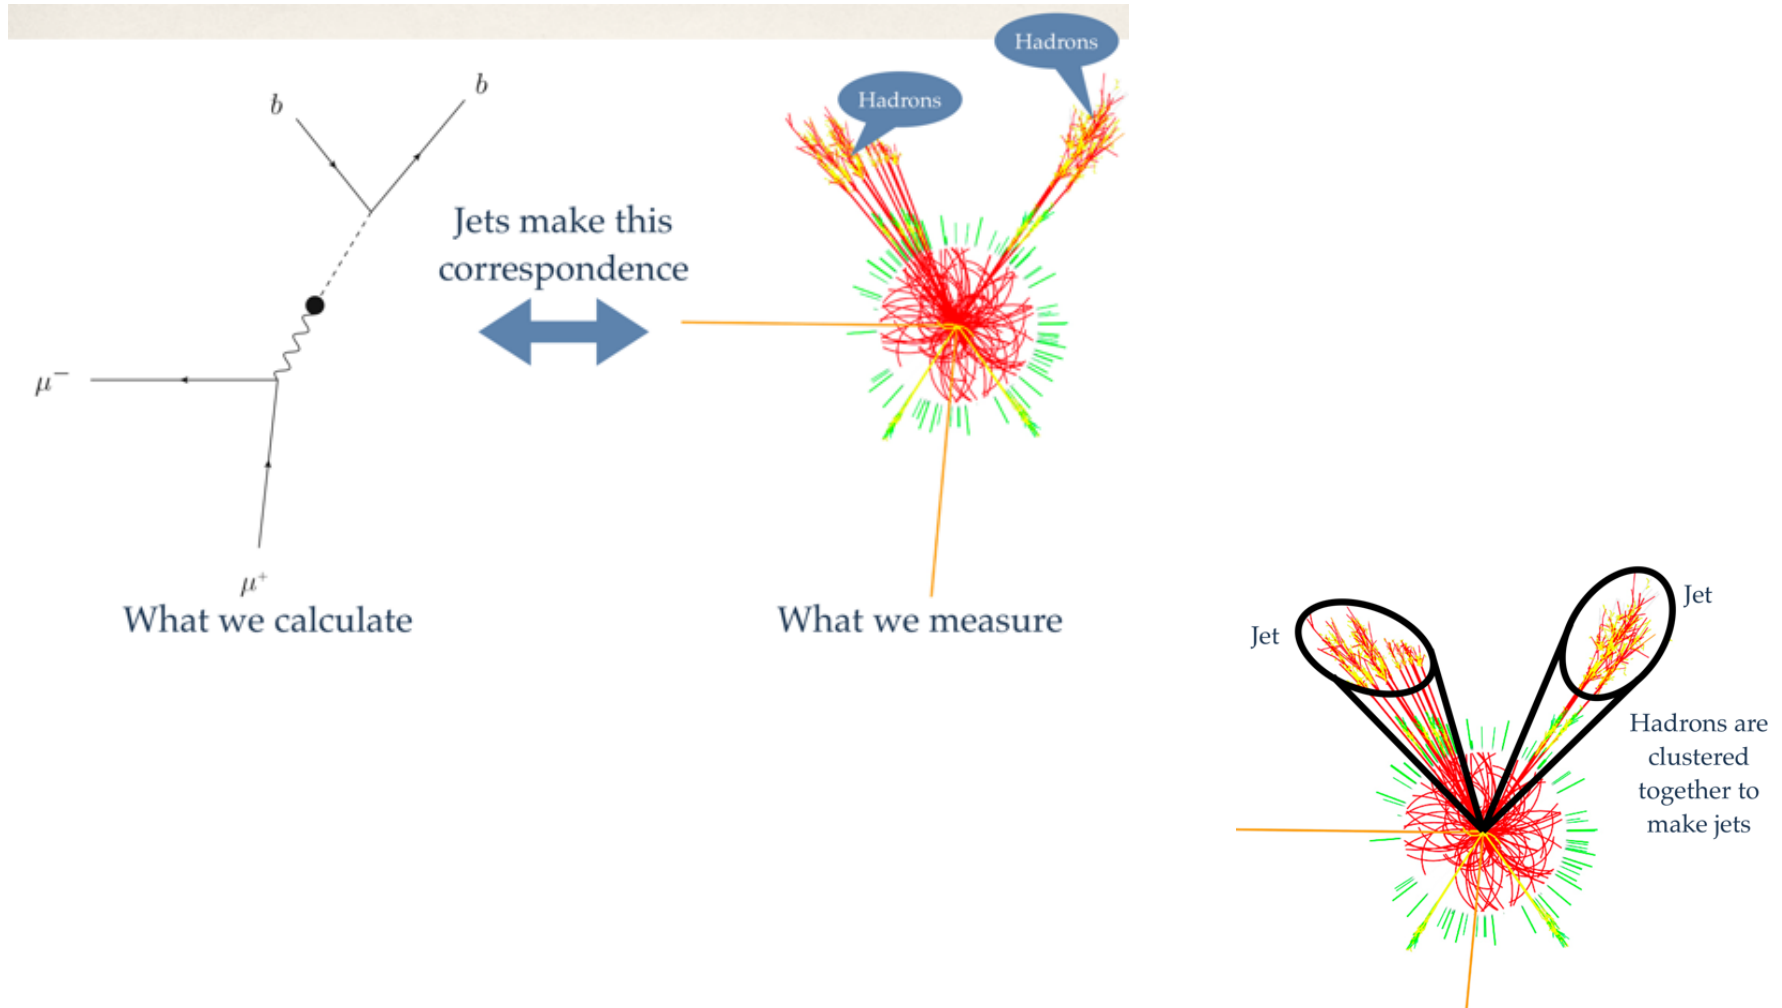 Hadrons
Hadrons
b
b
Jets make this
correspondence
μ−
μ+
What we calculate
What we measure
Jet
Jet
Hadrons are
clustered
together to
make jets